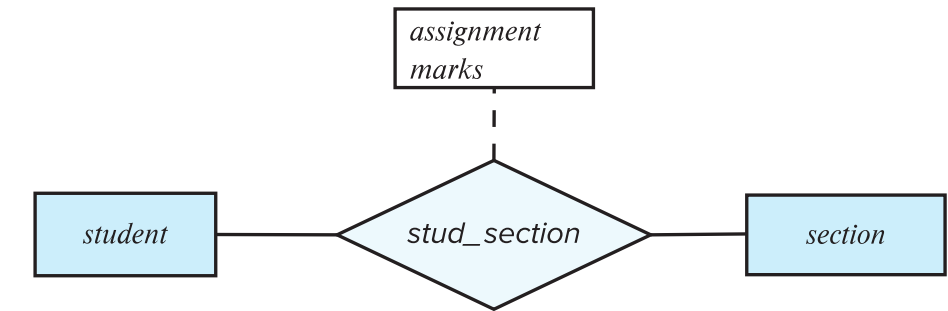 assignment
marks
student
stud_section
section